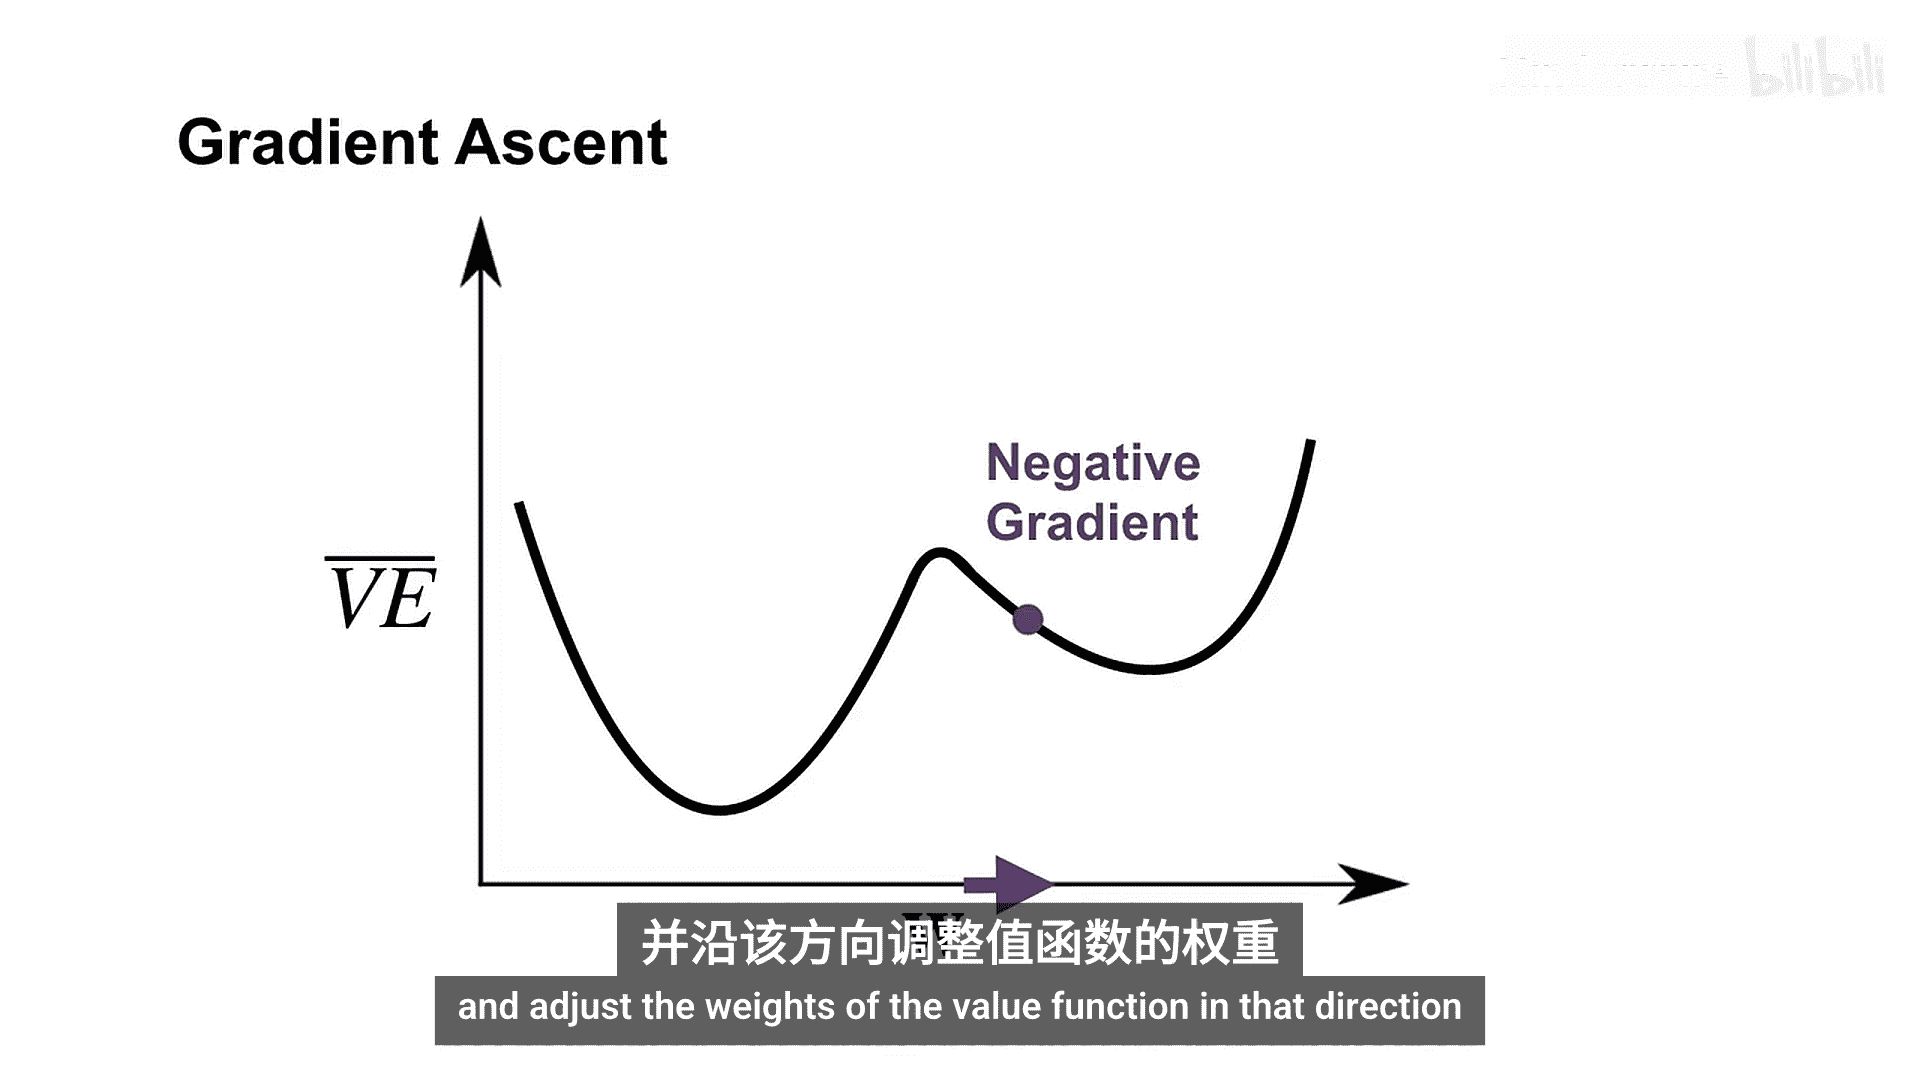 bilibili
Gradient Ascent
Negative
Gradient
VE
并沿该方向调整值函数的权重
and adjust the weights of the value function in that direction